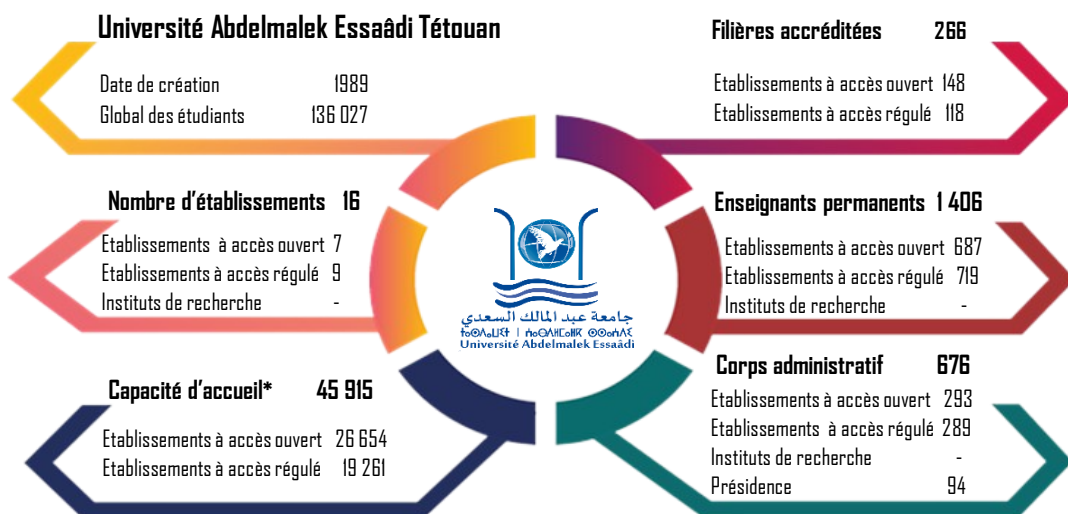 Université Abdelmalek Essaâdi Tétouan
Date de création 1989
Global des étudiants 136 027
Filières accréditées 266
Etablissements à accès ouvert 148
Etablissements à accès régulé 118
Nombre d'établissements 16
Etablissements à accès ouvert 7
Etablissements à accès régulé 9
Instituts de recherche -
Enseignants permanents 1 406
Etablissements à accès ouvert 687
Etablissements à accès régulé 719
Instituts de recherche -
جامعة عبد المالك السعدي
Université Abdelmalek Essaâdi
Capacité d'accueil* 45 915
Etablissements à accès ouvert 26 654
Etablissements à accès régulé 19 261
Corps administratif 676
Etablissements à accès ouvert 293
Etablissements à accès régulé 289
Instituts de recherche -
Présidence 94